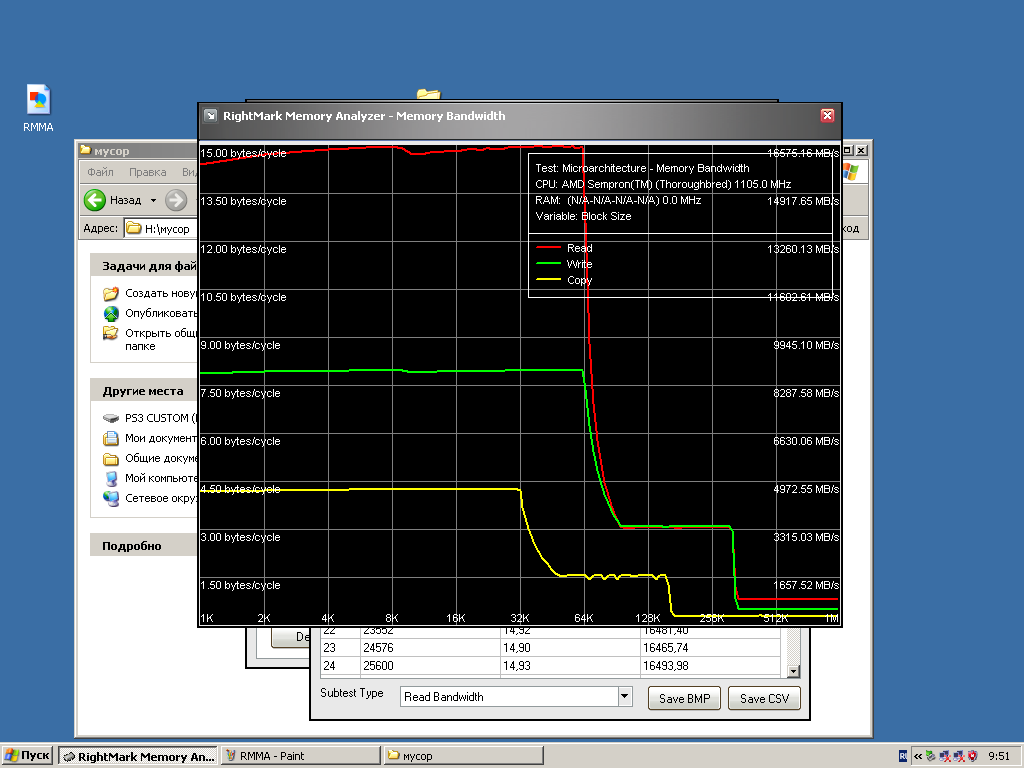 RMMA
RightMark Memory Analyzer - Memory Bandwidth
мусор
Файл Правка Ви
Назад
Адрес: H:\мусор
ход
Задачи для фай
Создать нову
Опубликовать
Открыть общ
папке
Другие места
PS3 CUSTOM (
Мои документ
Общие докуме
Мой компьюте
Сетевое окру
Подробно
15.00 bytes/cycle 16575.16 MB/s
13.50 bytes/cycle 14917.65 MB/s
12.00 bytes/cycle 13260.13 MB/s
10.50 bytes/cycle 11602.61 MB/s
9.00 bytes/cycle 9945.10 MB/s
7.50 bytes/cycle 8287.58 MB/s
6.00 bytes/cycle 6630.06 MB/s
4.50 bytes/cycle 4972.55 MB/s
3.00 bytes/cycle 3315.03 MB/s
1.50 bytes/cycle 1657.52 MB/s
Test: Microarchitecture - Memory Bandwidth
CPU: AMD Sempron(TM) (Thoroughbred) 1105.0 MHz
RAM: (N/A-N/A-N/A-N/A) 0.0 MHz
Variable: Block Size
Read
Write
Copy
1K 2K 4K 8K 16K 32K 64K 128K 256K 512K 1M
De
22 23552 14,92 16481,40
23 24576 14,90 16465,74
24 25600 14,93 16493,98
Subtest Type Read Bandwidth Save BMP Save CSV
Пуск RightMark Memory An... RMMA - Paint мусор « 9:51